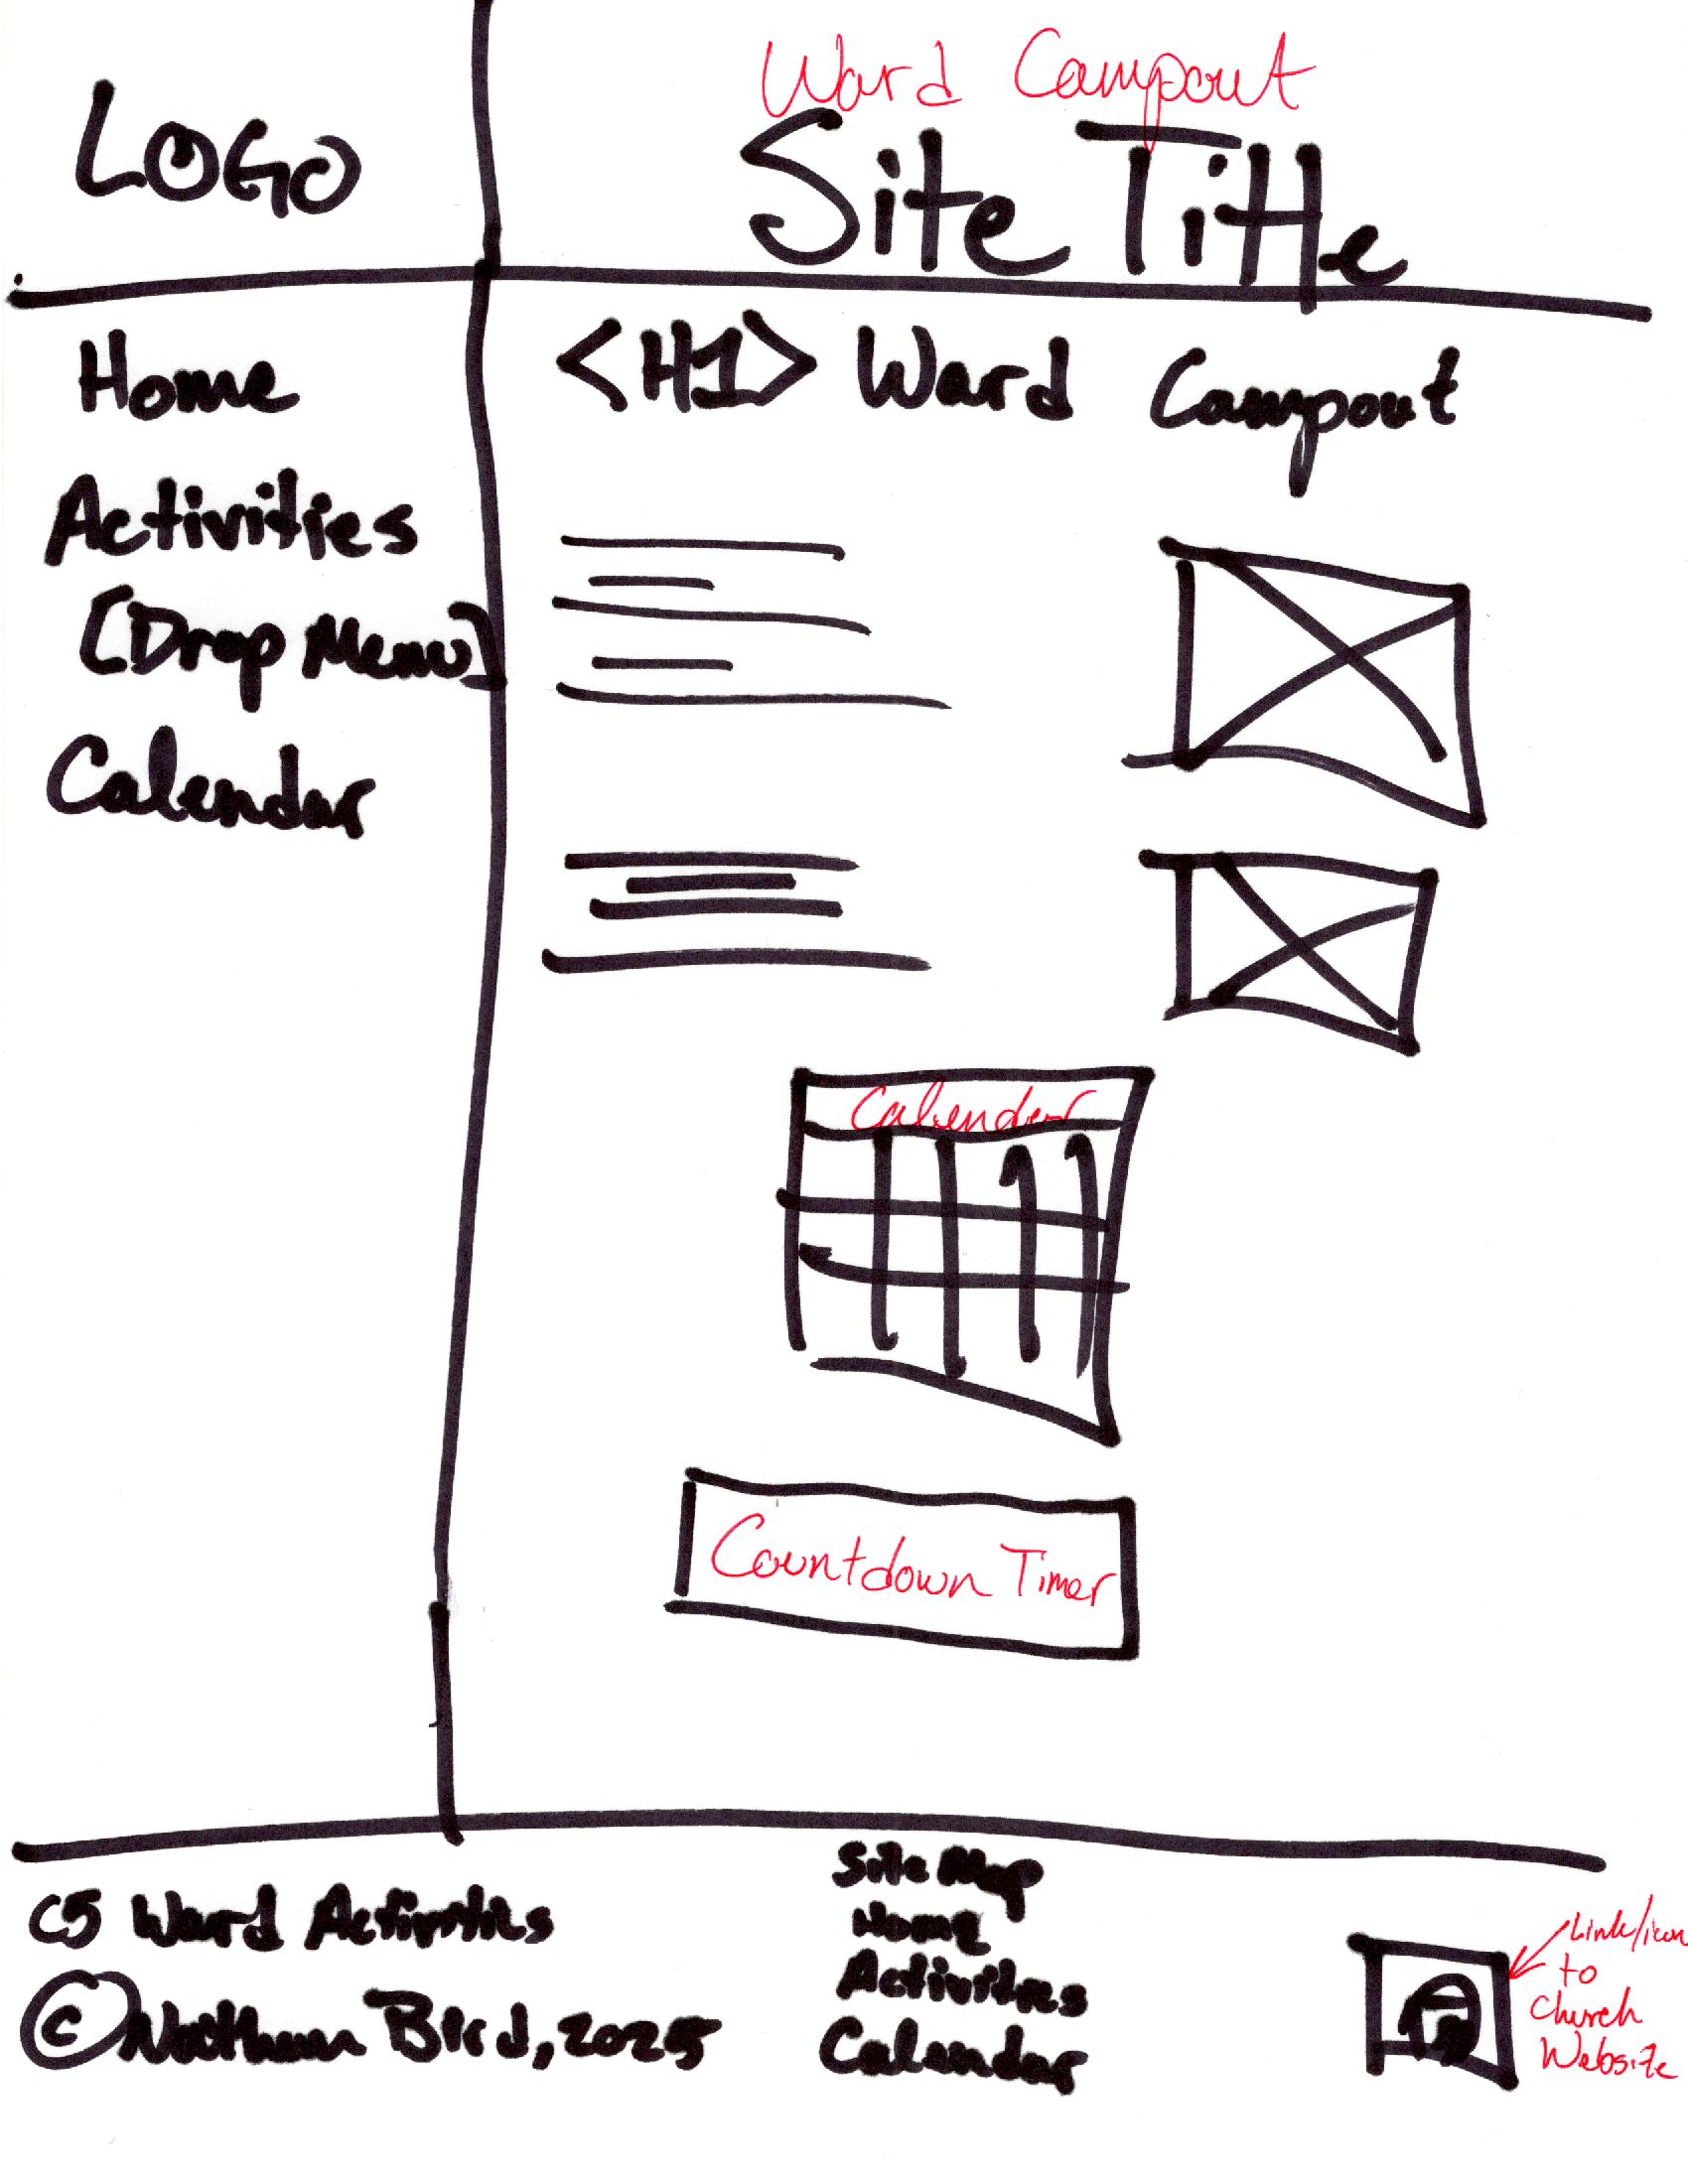 Ward Campout
LOGO
Site Title
Home
<H1> Ward Campout
Activities
[Drop Menu]
Calendar
Calendar
Countdown Timer
C5 Ward Activities
© Nathan Bird, 2025
Site Map
Home
Activities
Calendar
Link/icon
to
Church
Website